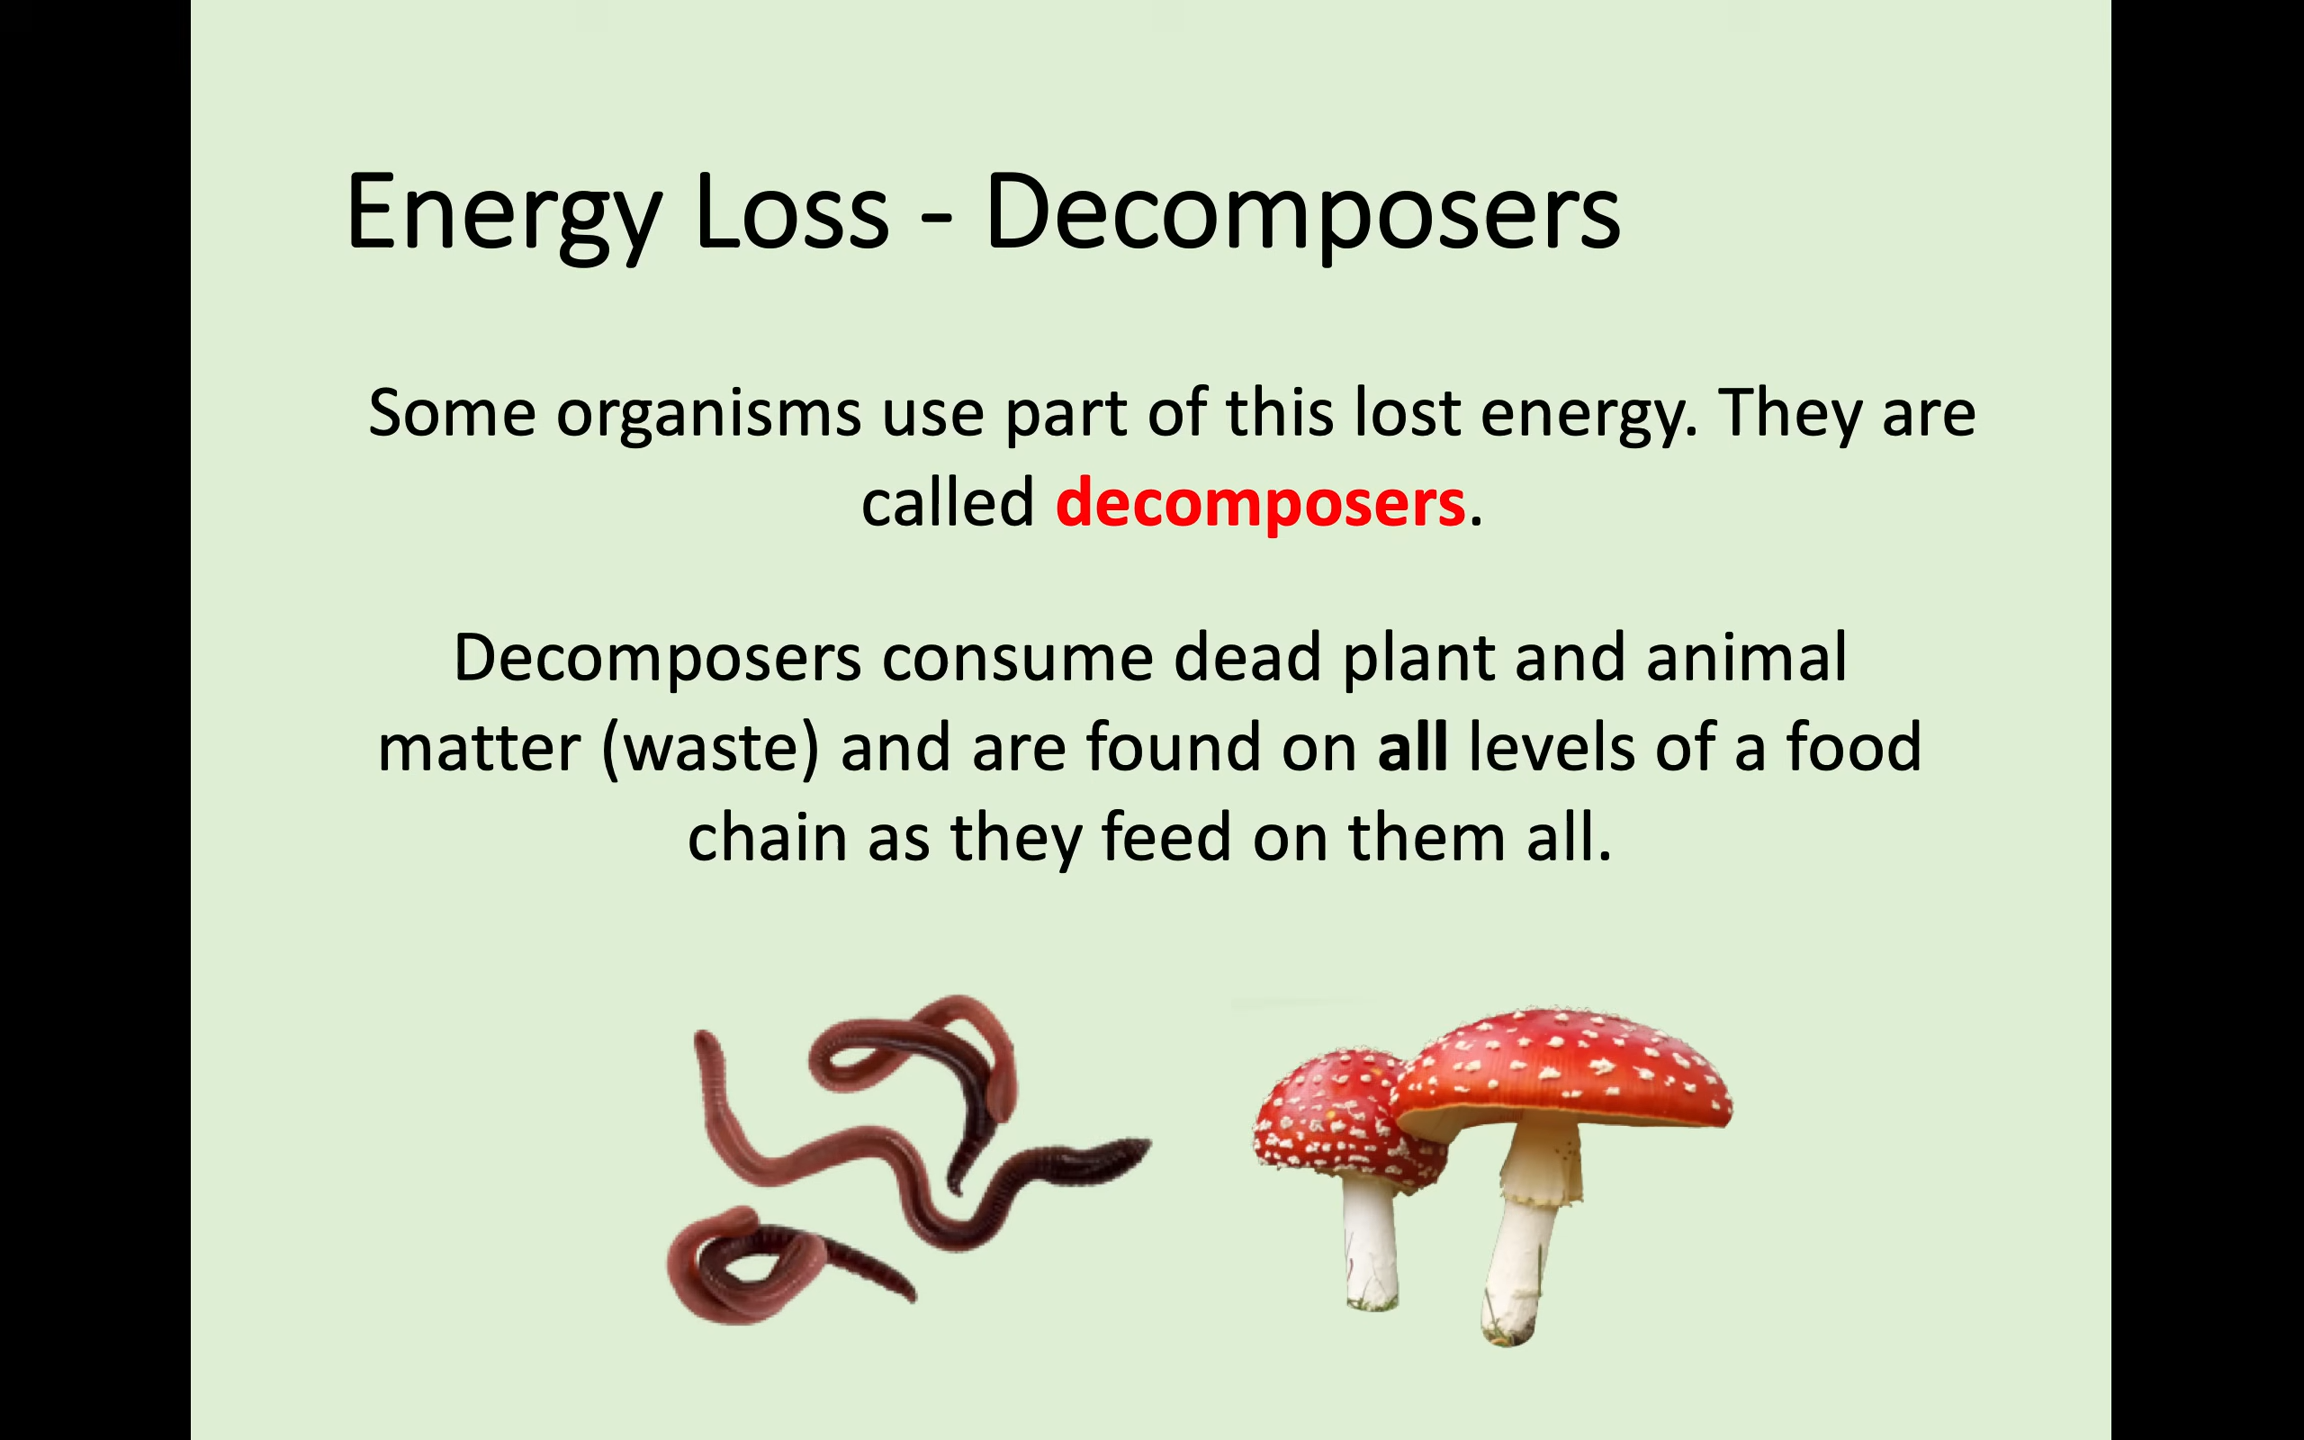 Energy Loss - Decomposers
Some organisms use part of this lost energy. They are
called decomposers.
Decomposers consume dead plant and animal
matter (waste) and are found on all levels of a food
chain as they feed on them all.